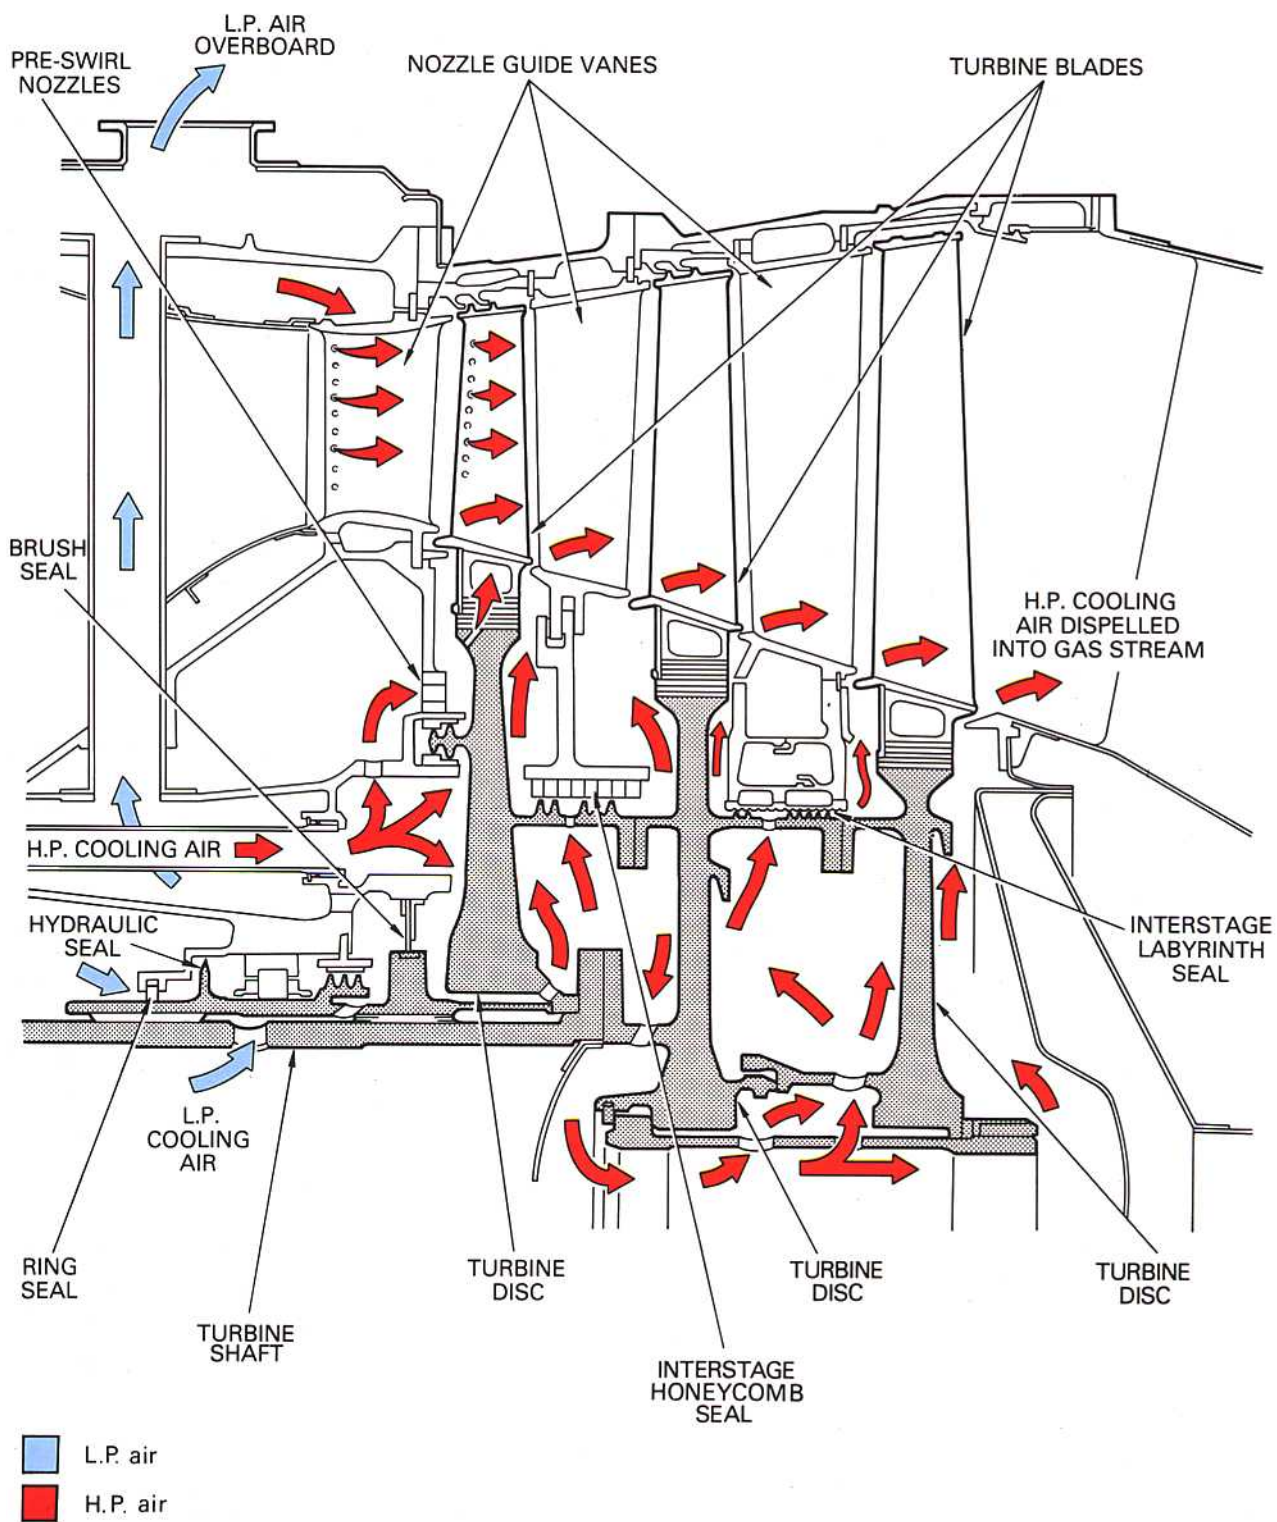 L.P. AIR
OVERBOARD
PRE-SWIRL
NOZZLES
NOZZLE GUIDE VANES
TURBINE BLADES
BRUSH
SEAL
H.P. COOLING
AIR DISPELLED
INTO GAS STREAM
H.P. COOLING AIR
HYDRAULIC
SEAL
INTERSTAGE
LABYRINTH
SEAL
L.P.
COOLING
AIR
RING
SEAL
TURBINE
SHAFT
TURBINE
DISC
TURBINE
DISC
TURBINE
DISC
INTERSTAGE
HONEYCOMB
SEAL
L.P. air
H.P. air